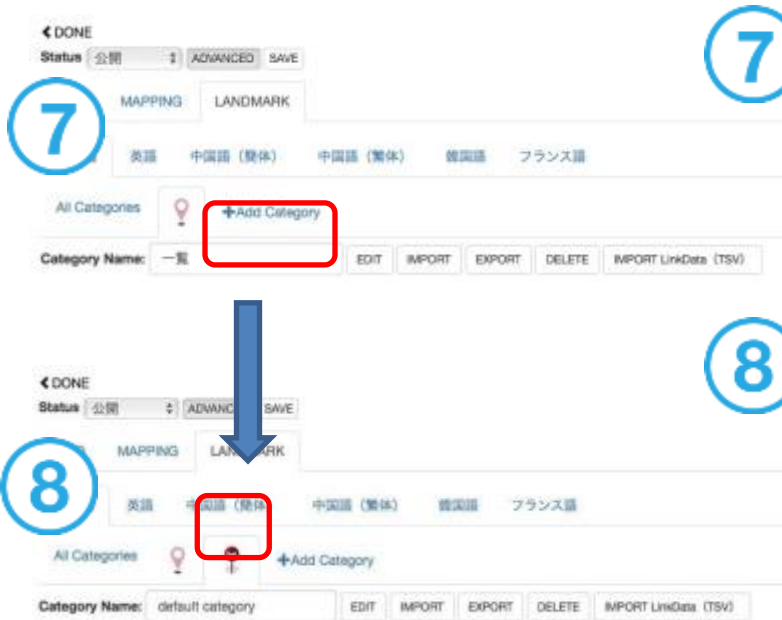 DONE
Status 公開 ADVANCED SAVE
7
7
MAPPING LANDMARK
英語 中国語（簡体） 中国語（繁体） 韓国語 フランス語
All Categories +Add Category
Category Name: 一覧 EDIT IMPORT EXPORT DELETE IMPORT LinkData（TSV）
8
DONE
Status 公開 SAVE
8
MAPPING
英語 中国語（簡体 中国語（繁体） 韓国語 フランス語
All Categories +Add Category
Category Name: default category EDIT IMPORT EXPORT DELETE IMPORT LinkData（TSV）